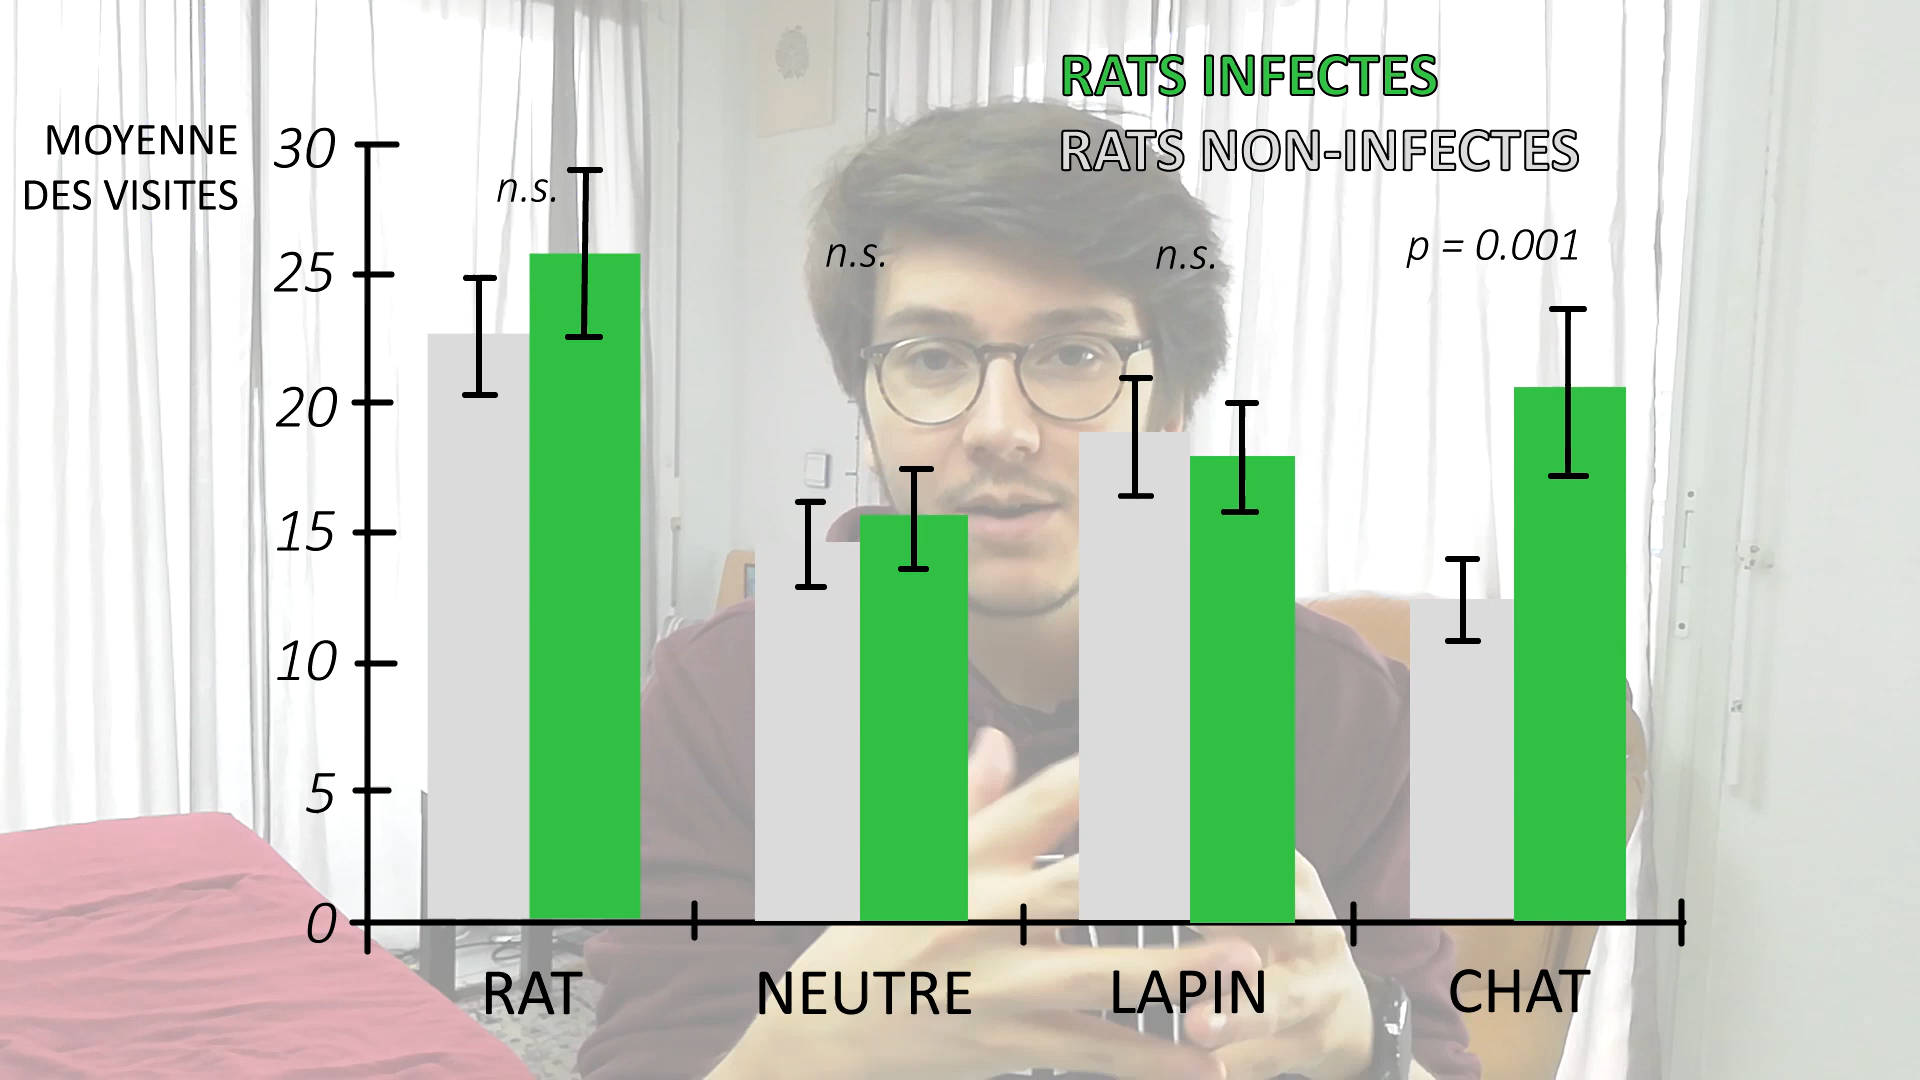 RATS INFECTES
RATS NON-INFECTES
MOYENNE
DES VISITES
30
25
20
15
10
5
0
n.s.
n.s.
n.s.
p = 0.001
RAT
NEUTRE
LAPIN
CHAT